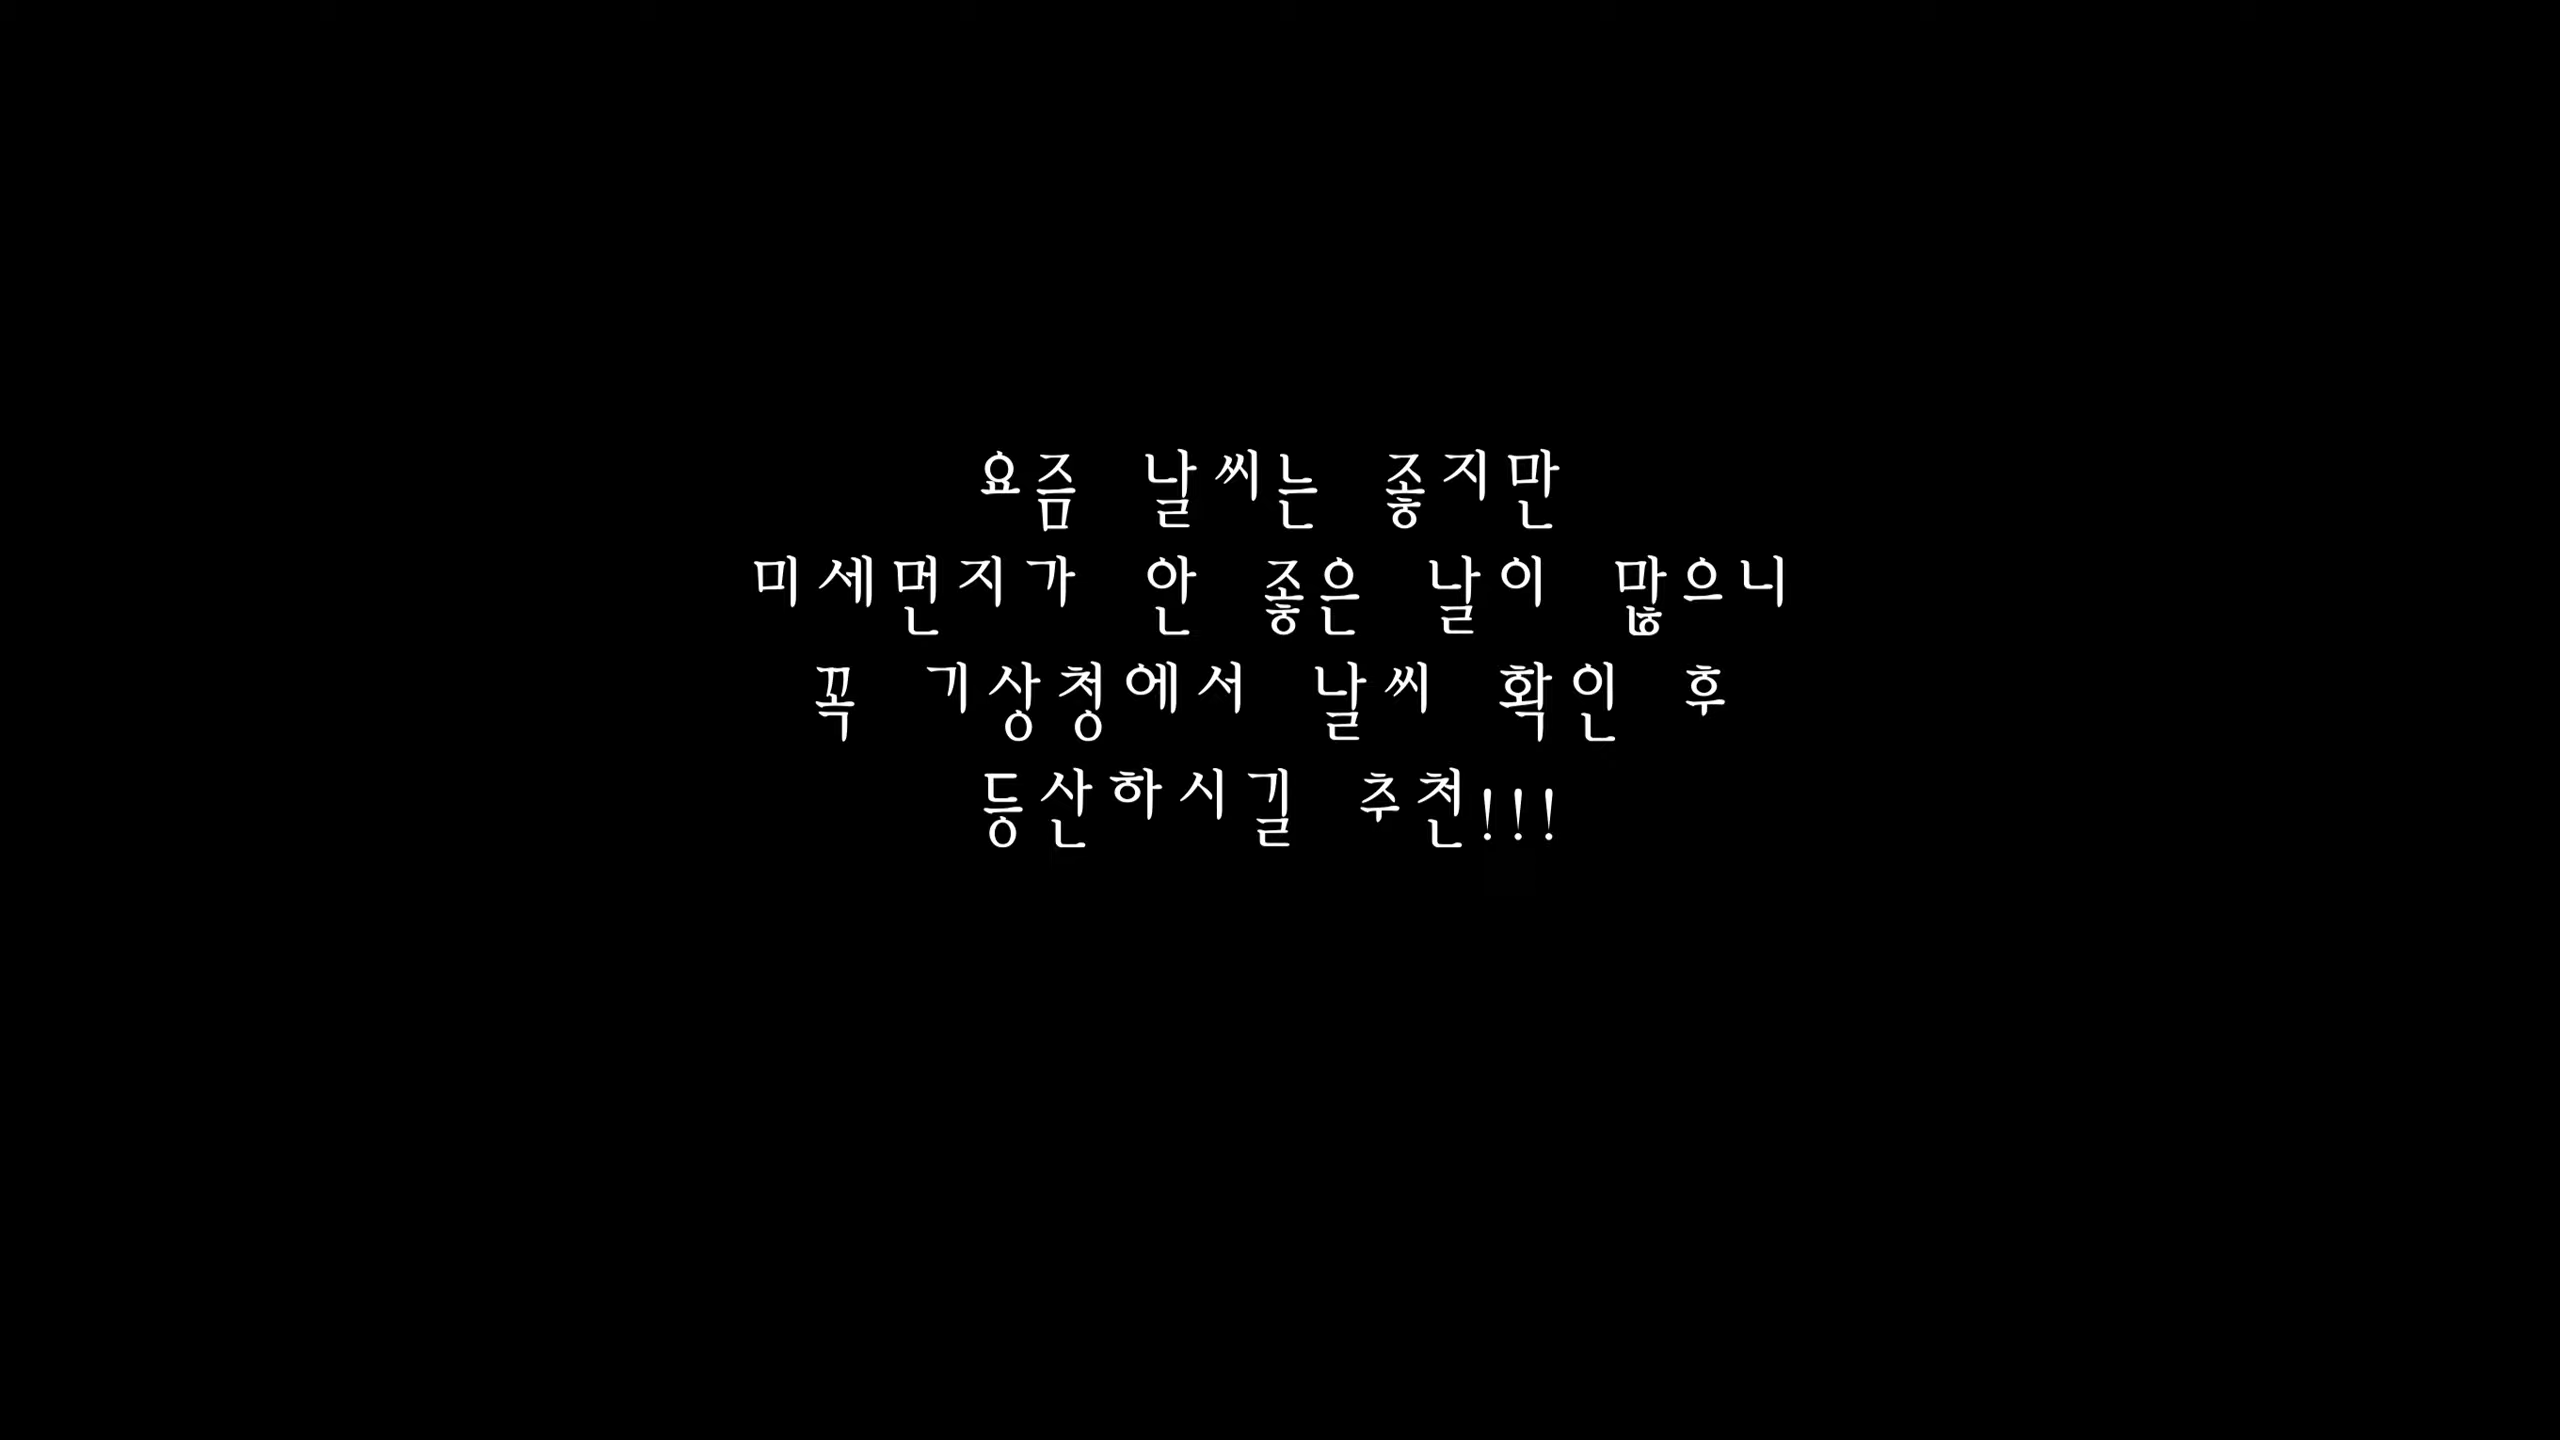 요즘 날씨는 좋지만
미세먼지가 안 좋은 날이 많으니
꼭 기상청에서 날씨 확인 후
등산하시길 추천!!!